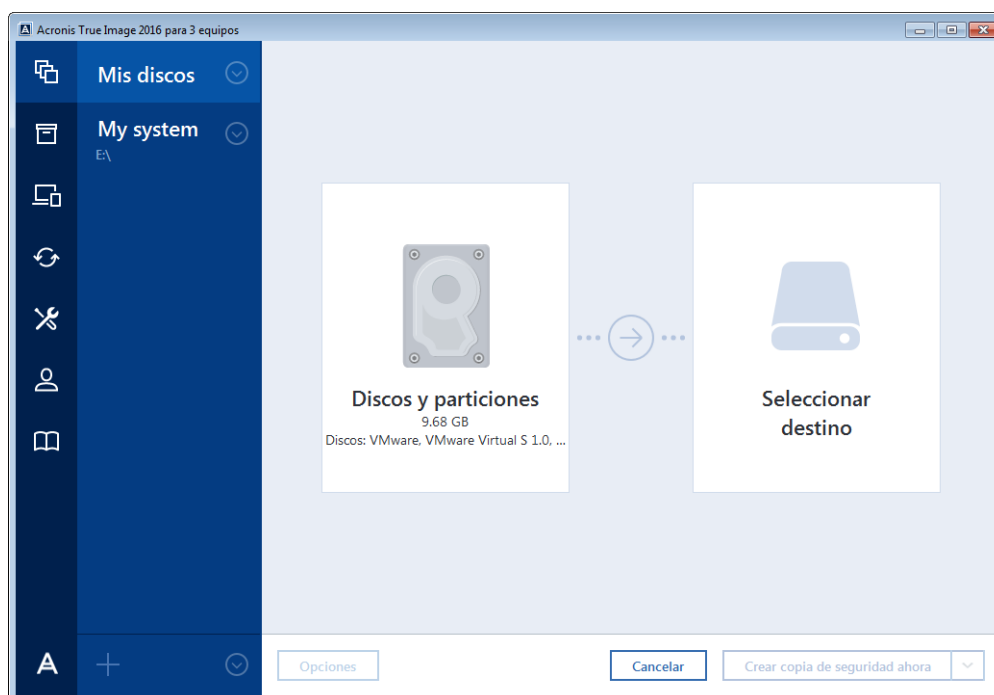 Acronis True Image 2016 para 3 equipos
Mis discos
My system
E:\
Discos y particiones
9.68 GB
Discos: VMware, VMware Virtual S 1.0, ...
Seleccionar
destino
Opciones
Cancelar
Crear copia de seguridad ahora